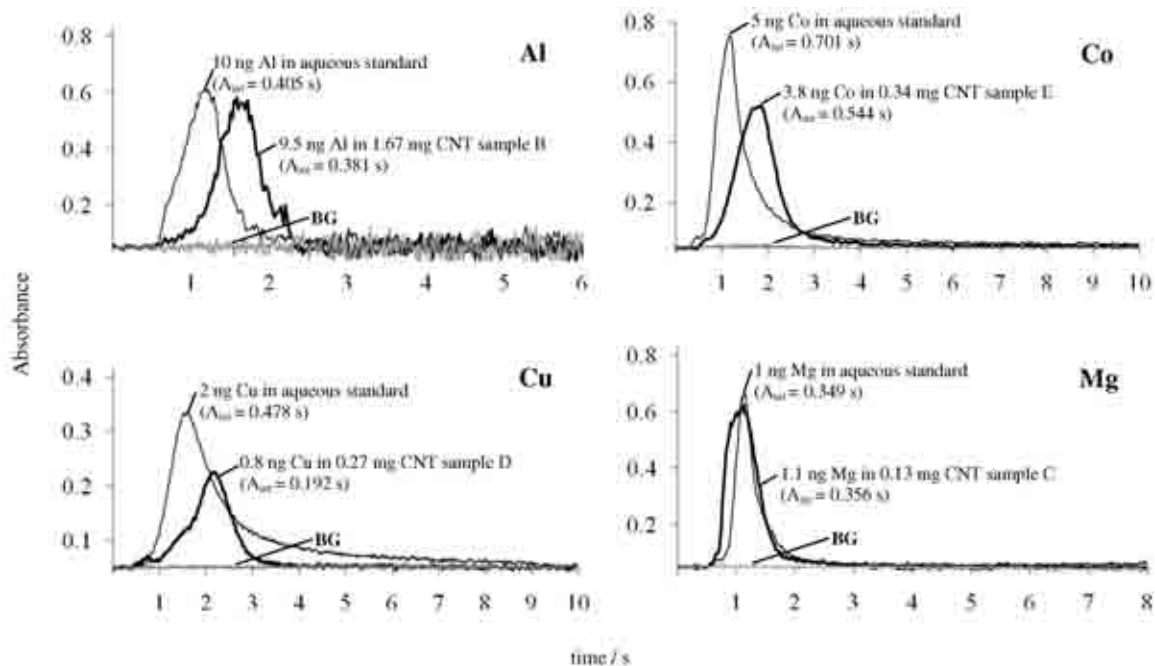 Absorbance
Al
0.8
0.6
0.4
0.2
10 ng Al in aqueous standard
(A_int = 0.405 s)
9.5 ng Al in 1.67 mg CNT sample B
(A_int = 0.381 s)
BG
1 2 3 4 5 6
Co
0.8
0.6
0.4
0.2
5 ng Co in aqueous standard
(A_int = 0.701 s)
3.8 ng Co in 0.34 mg CNT sample E
(A_int = 0.544 s)
BG
1 2 3 4 5 6 7 8 9 10
Cu
0.4
0.3
0.2
0.1
2 ng Cu in aqueous standard
(A_int = 0.478 s)
0.8 ng Cu in 0.27 mg CNT sample D
(A_int = 0.192 s)
BG
1 2 3 4 5 6 7 8 9 10
Mg
0.8
0.6
0.4
0.2
1 ng Mg in aqueous standard
(A_int = 0.349 s)
1.1 ng Mg in 0.13 mg CNT sample C
(A_int = 0.356 s)
BG
1 2 3 4 5 6 7 8
time / s